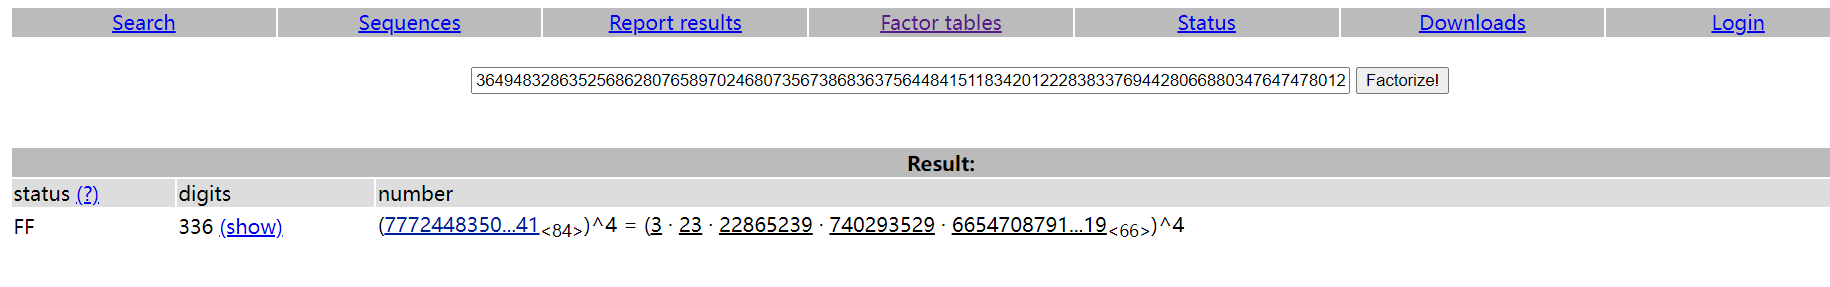 Search Sequences Report results Factor tables Status Downloads Login
3649483286352568628076589702468073567386836375644841511834201222838337694428066880347647478012 Factorize!
Result:
status (?) digits number
FF 336 (show) (7772448350...41<84>)^4 = (3 · 23 · 22865239 · 740293529 · 6654708791...19<66>)^4